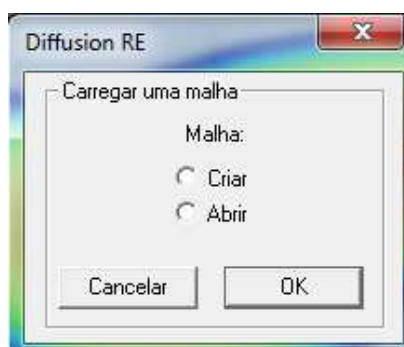 Diffusion RE
Carregar uma malha
Malha:
Criar
Abrir
Cancelar OK